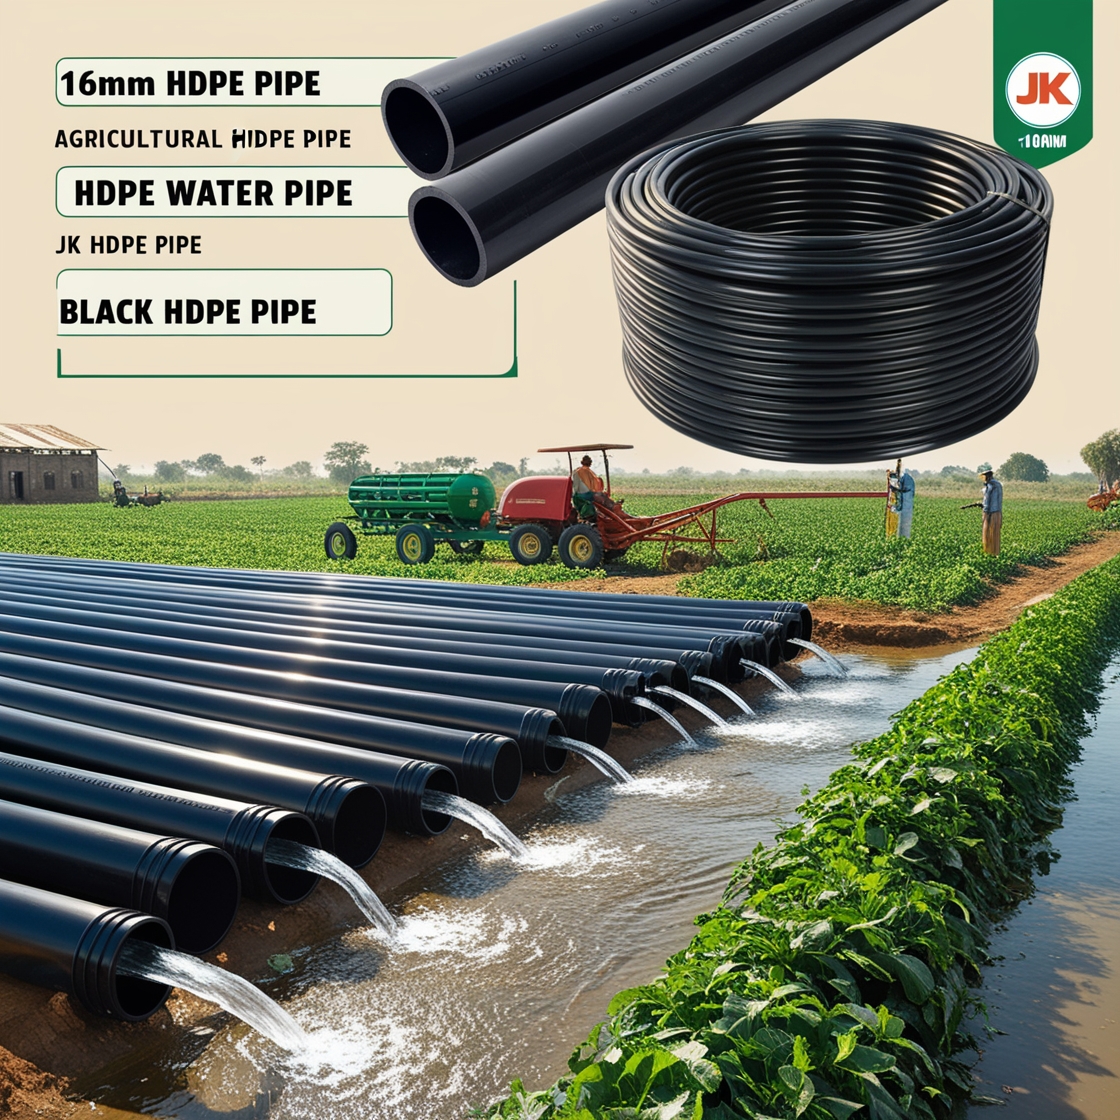 16mm HDPE PIPE
AGRICULTURAL HIDPE PIPE
HDPE WATER PIPE
JK HDPE PIPE
BLACK HDPE PIPE
JK